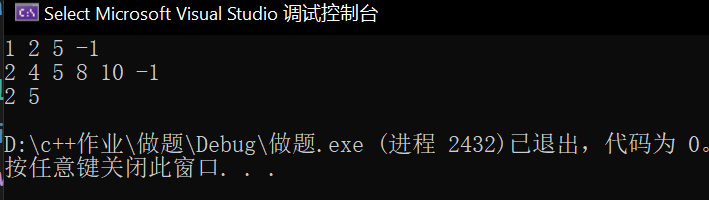 C:\ Select Microsoft Visual Studio 调试控制台
1 2 5 -1
2 4 5 8 10 -1
2 5
D:\c++作业\做题\Debug\做题.exe (进程 2432)已退出，代码为 0。
按任意键关闭此窗口. . .